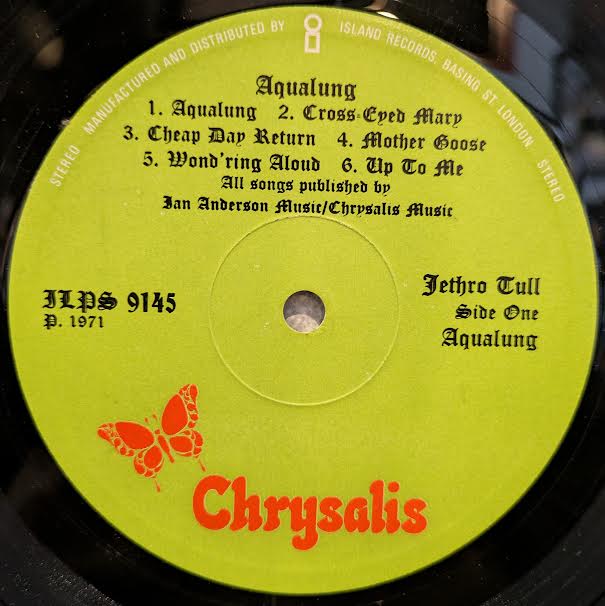 STEREO MANUFACTURED AND DISTRIBUTED BY ISLAND RECORDS, BASING ST. LONDON STEREO
Aqualung
1. Aqualung 2. Cross-Eyed Mary
3. Cheap Day Return 4. Mother Goose
5. Wond'ring Aloud 6. Up To Me
All songs published by
Ian Anderson Music/Chrysalis Music
ILPS 9145
P. 1971
Jethro Tull
Side One
Aqualung
Chrysalis